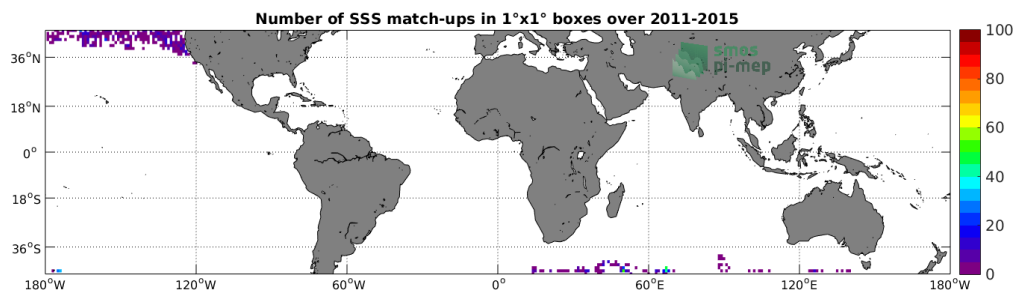 Number of SSS match-ups in 1°x1° boxes over 2011-2015
smos
pi-mep
36°N
18°N
0°
18°S
36°S
180°W 120°W 60°W 0° 60°E 120°E 180°W
100
80
60
40
20
0